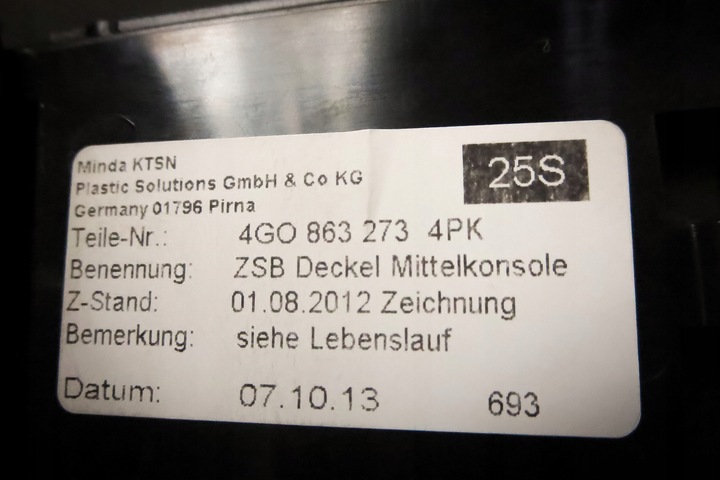 Minda KTSN
Plastic Solutions GmbH & Co KG
25S
Germany 01796 Pirna
Teile-Nr.: 4GO 863 273 4PK
Benennung: ZSB Deckel Mittelkonsole
Z-Stand: 01.08.2012 Zeichnung
Bemerkung: siehe Lebenslauf
Datum: 07.10.13 693